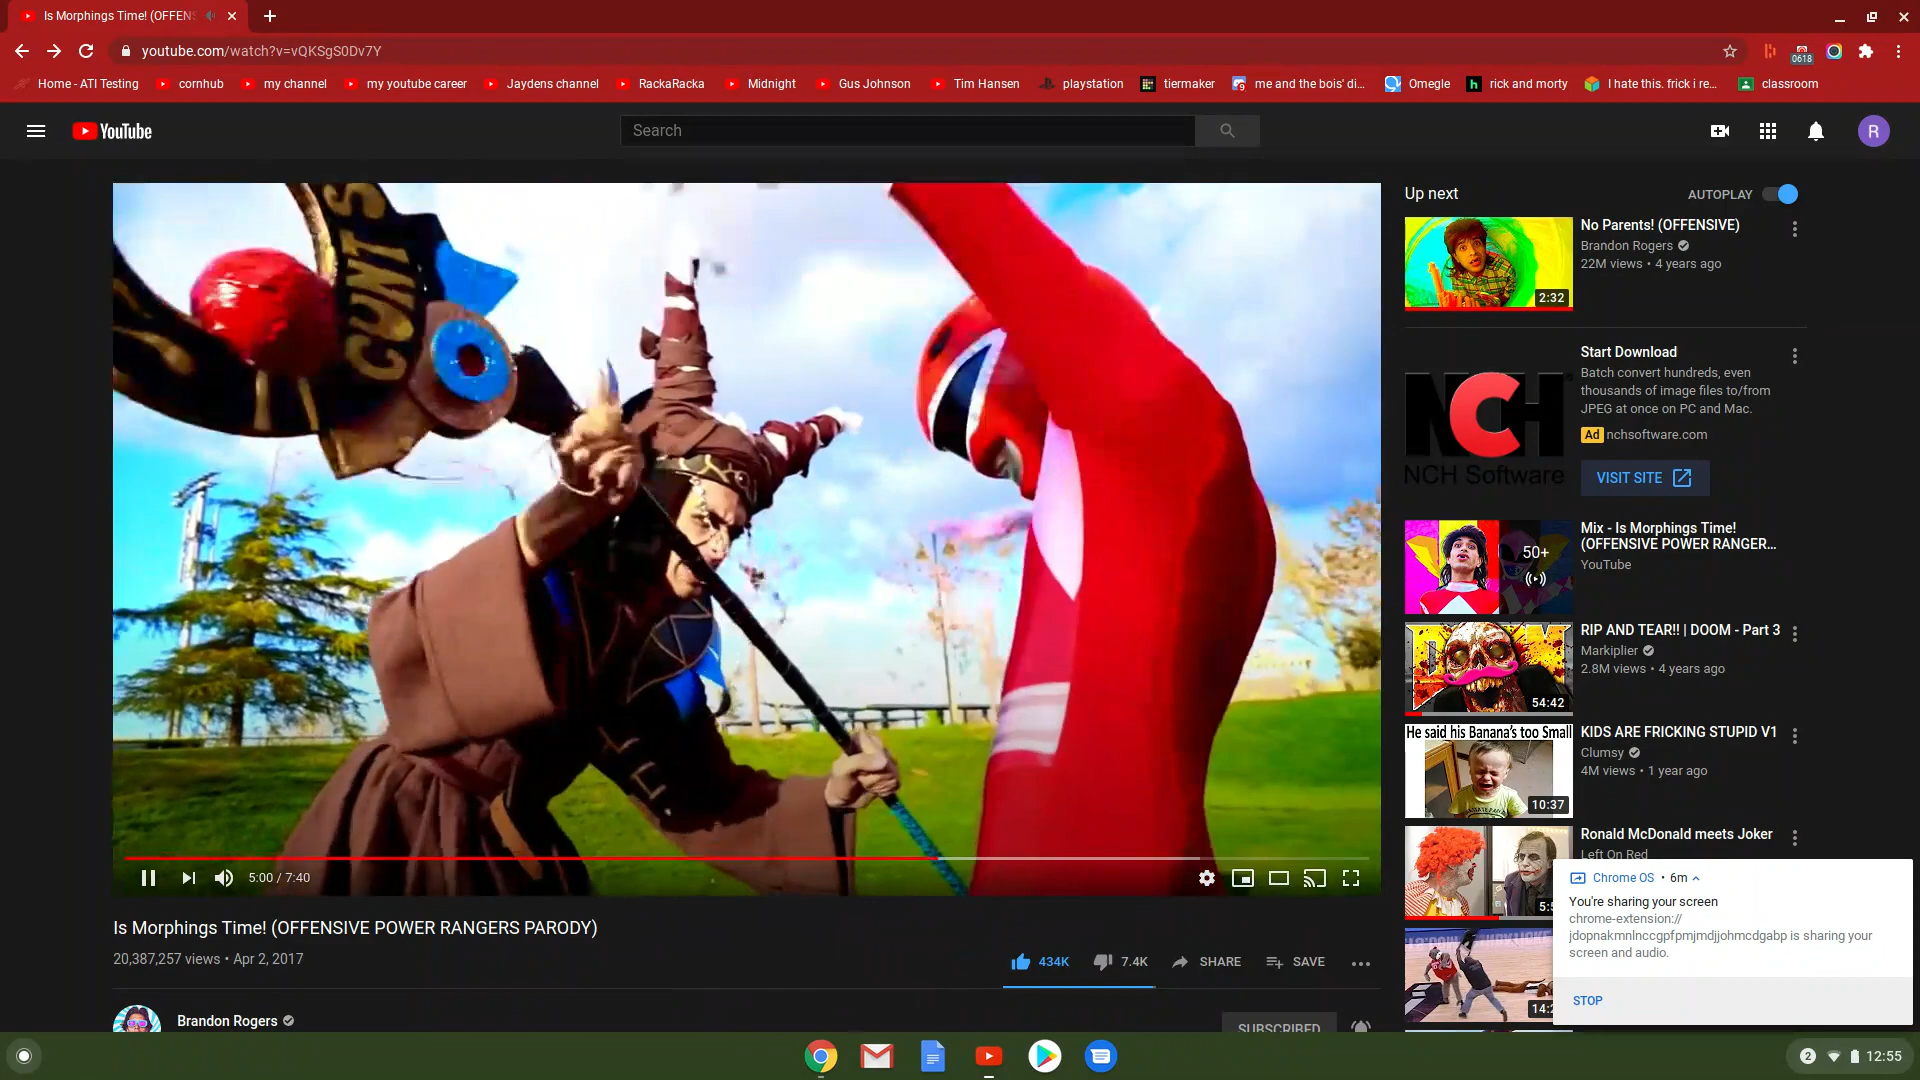 Is Morphings Time! (OFFENS
youtube.com/watch?v=vQKSgS0Dv7Y
0618
Home - ATI Testing
cornhub
my channel
my youtube career
Jaydens channel
RackaRacka
Midnight
Gus Johnson
Tim Hansen
playstation
tiermaker
me and the bois' di...
Omegle
rick and morty
I hate this. frick i re...
classroom
YouTube
Search
R
CUNT S
5:00 / 7:40
Is Morphings Time! (OFFENSIVE POWER RANGERS PARODY)
20,387,257 views • Apr 2, 2017
434K
7.4K
SHARE
SAVE
Brandon Rogers
SUBSCRIBED
Up next
AUTOPLAY
No Parents! (OFFENSIVE)
Brandon Rogers
22M views • 4 years ago
2:32
Start Download
Batch convert hundreds, even
thousands of image files to/from
JPEG at once on PC and Mac.
Ad nchsoftware.com
VISIT SITE
NCH
NCH Software
Mix - Is Morphings Time!
(OFFENSIVE POWER RANGER...
YouTube
50+
RIP AND TEAR!! | DOOM - Part 3
Markiplier
2.8M views • 4 years ago
54:42
KIDS ARE FRICKING STUPID V1
Clumsy
4M views • 1 year ago
He said his Banana's too Small
10:37
Ronald McDonald meets Joker
Left On Red
5:5
14:2
Chrome OS • 6m
You're sharing your screen
chrome-extension://
jdopnakmnlnccgpfpmjmdjjohmcdgabp is sharing your
screen and audio.
STOP
2
12:55